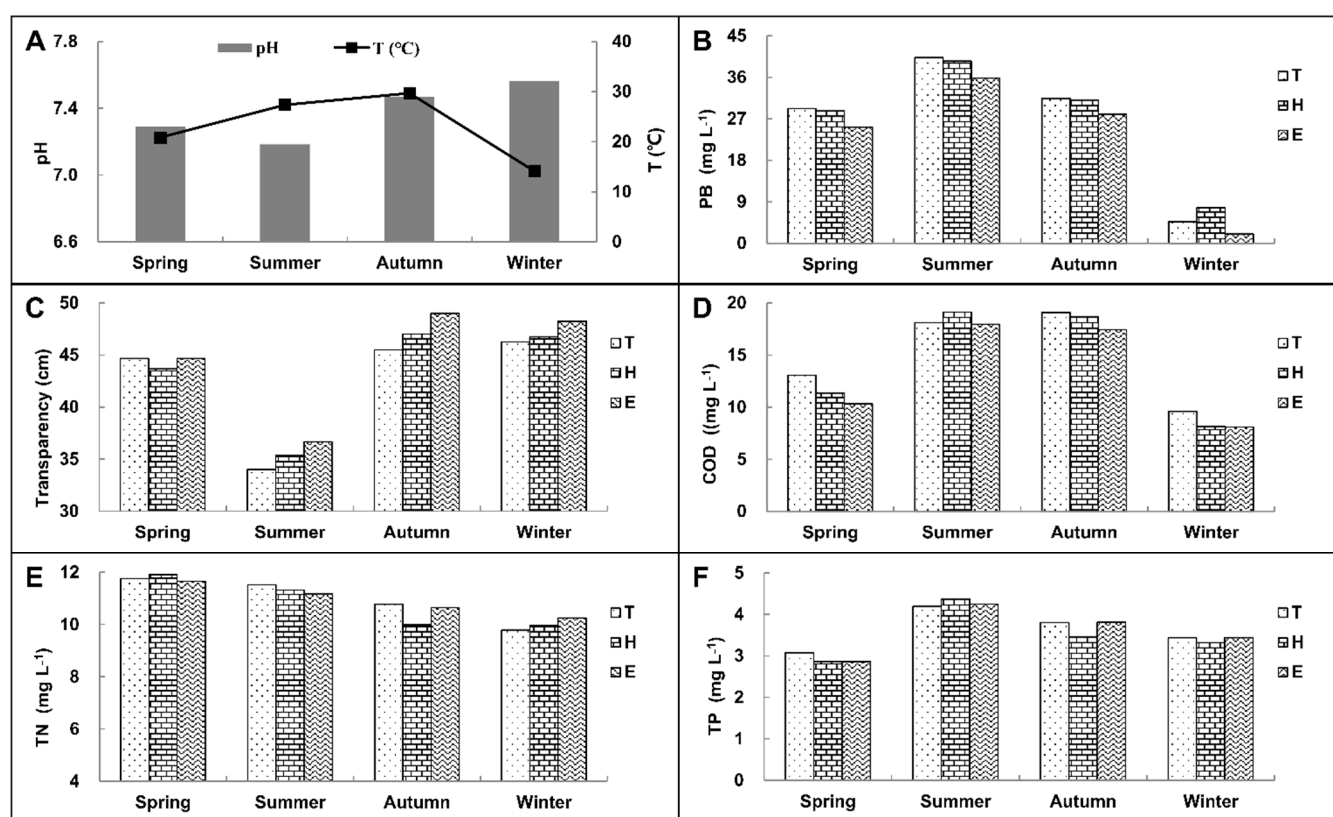 A
pH
T (℃)
7.8
7.4
7.0
6.6
pH
40
30
20
10
0
T (℃)
Spring Summer Autumn Winter
B
45
36
27
18
9
0
PB (mg L⁻¹)
T
H
E
Spring Summer Autumn Winter
C
50
45
40
35
30
Transparency (cm)
T
H
E
Spring Summer Autumn Winter
D
20
15
10
5
0
COD ((mg L⁻¹)
T
H
E
Spring Summer Autumn Winter
E
12
10
8
6
4
TN (mg L⁻¹)
T
H
E
Spring Summer Autumn Winter
F
5
4
3
2
1
0
TP (mg L⁻¹)
T
H
E
Spring Summer Autumn Winter